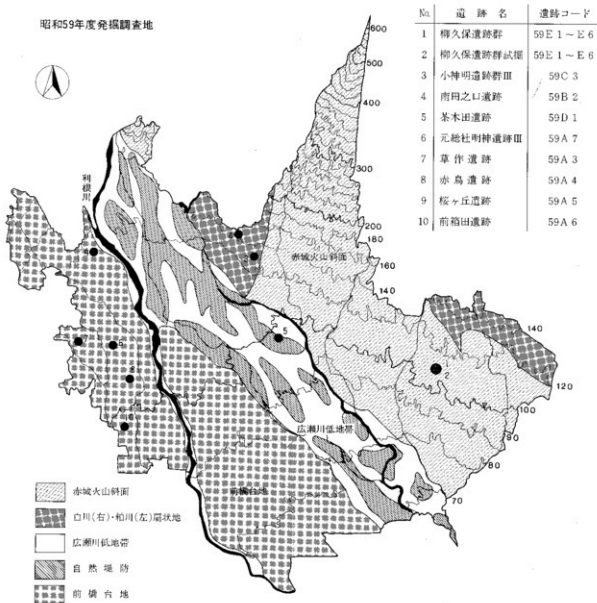 昭和59年度発掘調査地
No. 遺跡名 遺跡コード
1 柳久保遺跡群 59E1～E6
2 柳久保遺跡群試掘 59E1～E6
3 小神明遺跡群Ⅲ 59C3
4 南田之口遺跡 59B2
5 茶木田遺跡 59D1
6 元総社明神遺跡Ⅲ 59A7
7 草作遺跡 59A3
8 赤鳥遺跡 59A4
9 桜ヶ丘遺跡 59A5
10 前箱田遺跡 59A6
600
500
400
300
200
180
160
140
140
120
100
90
80
70
利根川
赤城火山斜面
5
2
広瀬川低地帯
前橋台地
赤城火山斜面
白川(右)・粕川(左)扇状地
広瀬川低地帯
自然堤防
前橋台地